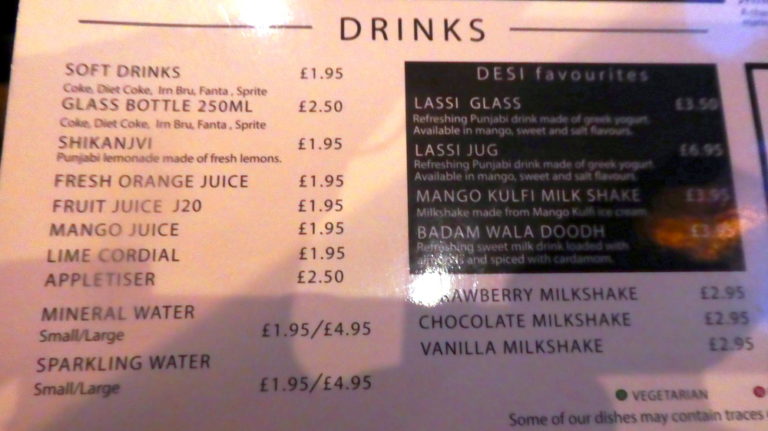 DRINKS
SOFT DRINKS £1.95
Coke, Diet Coke, Irn Bru, Fanta , Sprite
GLASS BOTTLE 250ML £2.50
Coke, Diet Coke, Irn Bru, Fanta , Sprite
SHIKANJVI £1.95
Punjabi lemonade made of fresh lemons.
FRESH ORANGE JUICE £1.95
FRUIT JUICE J20 £1.95
MANGO JUICE £1.95
LIME CORDIAL £1.95
APPLETISER £2.50
MINERAL WATER
Small/Large £1.95/£4.95
SPARKLING WATER
Small/Large £1.95/£4.95
DESI favourites
LASSI GLASS £3.50
Refreshing Punjabi drink made of greek yogurt.
Available in mango, sweet and salt flavours.
LASSI JUG £6.95
Refreshing Punjabi drink made of greek yogurt.
Available in mango, sweet and salt flavours.
MANGO KULFI MILK SHAKE £3.95
Milkshake made from Mango Kulfi ice cream
BADAM WALA DOODH £3.95
Refreshing sweet milk drink loaded with
almonds and spiced with cardamom.
STRAWBERRY MILKSHAKE £2.95
CHOCOLATE MILKSHAKE £2.95
VANILLA MILKSHAKE £2.95
VEGETARIAN
Some of our dishes may contain traces